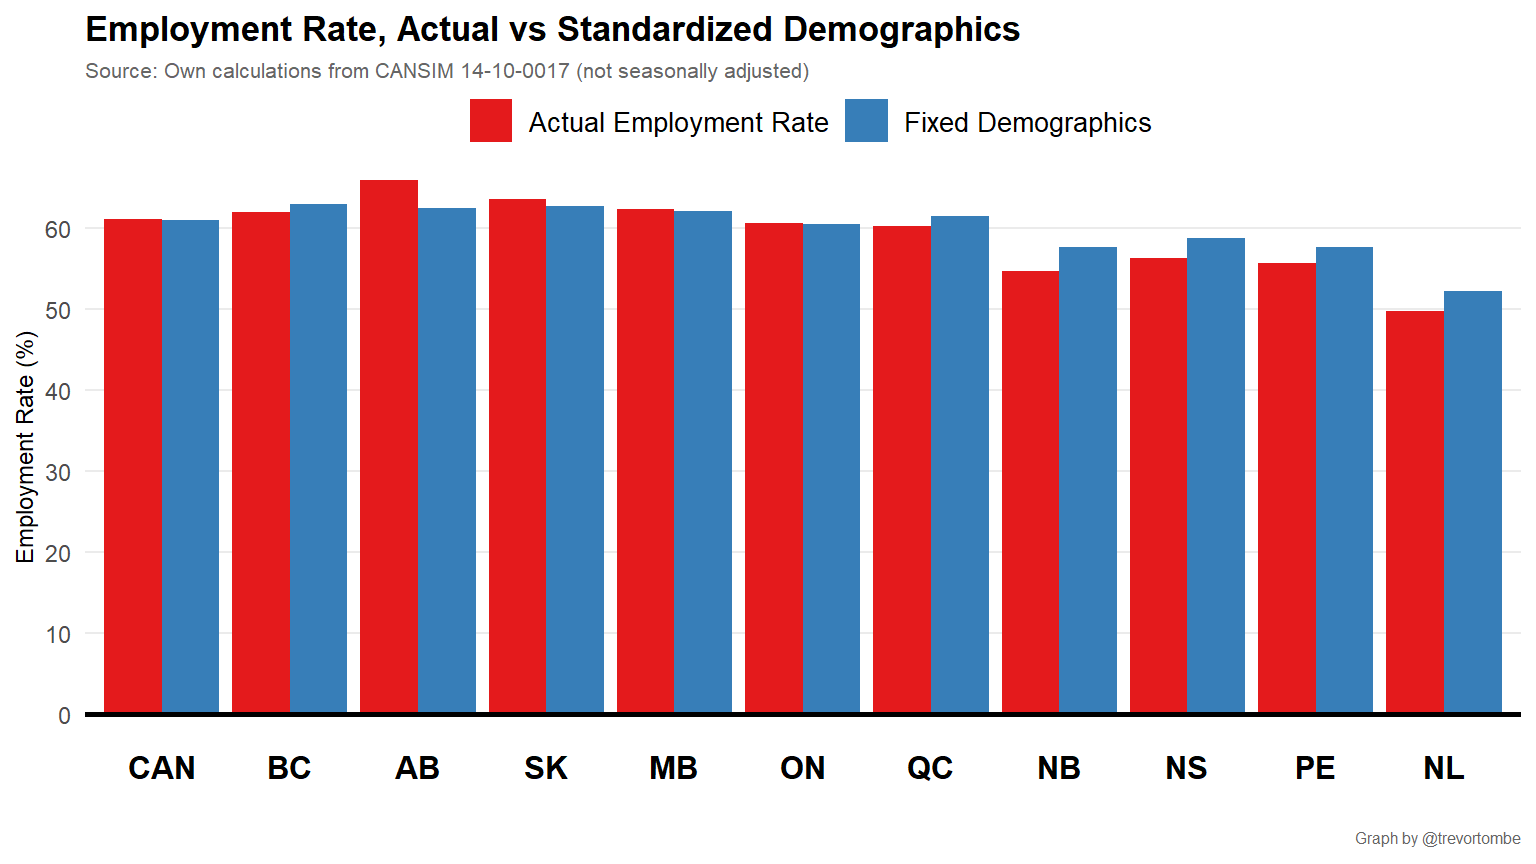 Employment Rate, Actual vs Standardized Demographics
Source: Own calculations from CANSIM 14-10-0017 (not seasonally adjusted)
Actual Employment Rate Fixed Demographics
Employment Rate (%)
60
50
40
30
20
10
0
CAN BC AB SK MB ON QC NB NS PE NL
Graph by @trevortombe